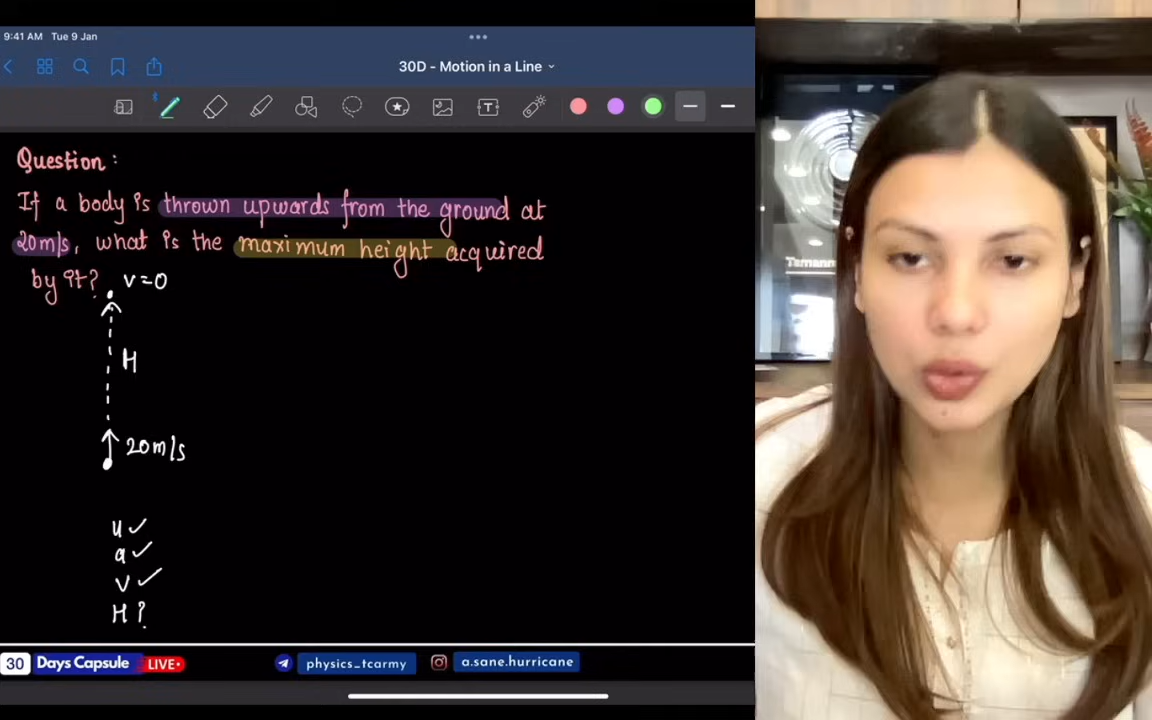 9:41 AM Tue 9 Jan
30D - Motion in a Line
T
Question:
If a body is thrown upwards from the ground at
20m/s, what is the maximum height acquired
by it?
v=0
H
20m/s
u ✓
a ✓
v ✓
H ?
30 Days Capsule LIVE
physics_tcarmy
a.sane.hurricane